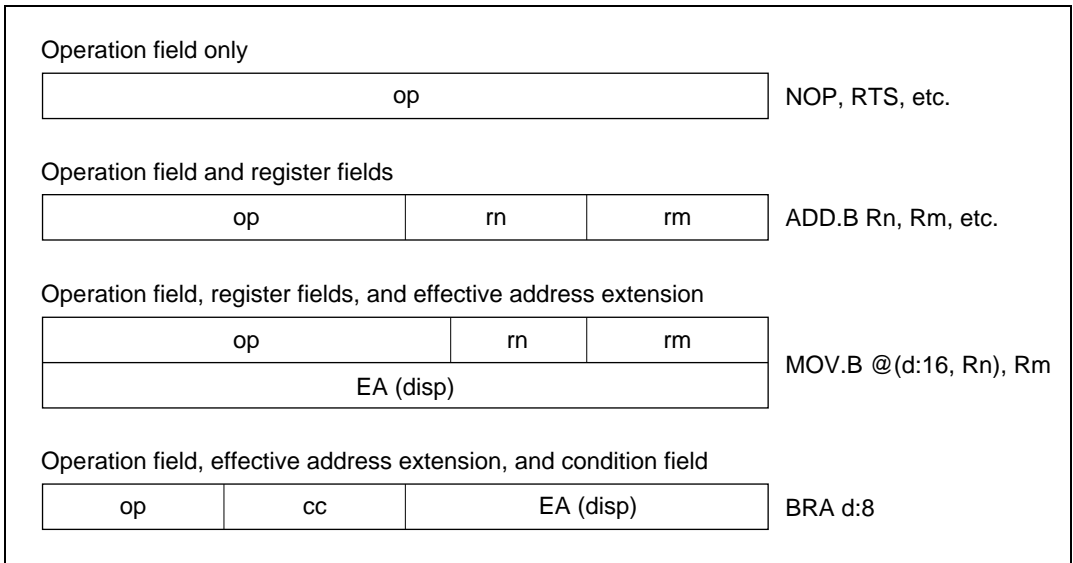 Operation field only
op NOP, RTS, etc.
Operation field and register fields
op rn rm ADD.B Rn, Rm, etc.
Operation field, register fields, and effective address extension
op rn rm
MOV.B @(d:16, Rn), Rm
EA (disp)
Operation field, effective address extension, and condition field
op cc EA (disp) BRA d:8